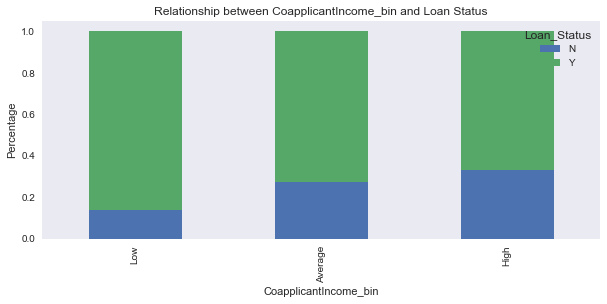 Relationship between CoapplicantIncome_bin and Loan Status
Loan_Status
N
Y
Percentage
1.0
0.8
0.6
0.4
0.2
0.0
Low
Average
High
CoapplicantIncome_bin